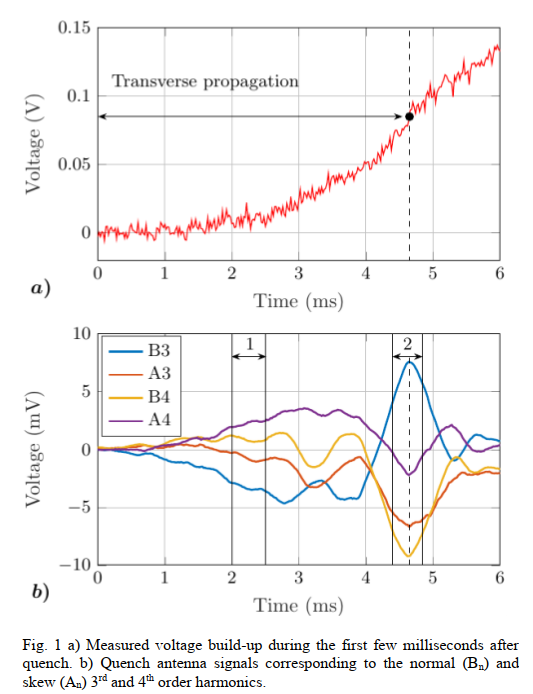 0.15
0.1
0.05
0
Voltage (V)
Transverse propagation
0 1 2 3 4 5 6
Time (ms)
a)
10
5
0
−5
−10
Voltage (mV)
B3
A3
B4
A4
1
2
0 1 2 3 4 5 6
Time (ms)
b)
Fig. 1 a) Measured voltage build-up during the first few milliseconds after
quench. b) Quench antenna signals corresponding to the normal (Bn) and
skew (An) 3rd and 4th order harmonics.